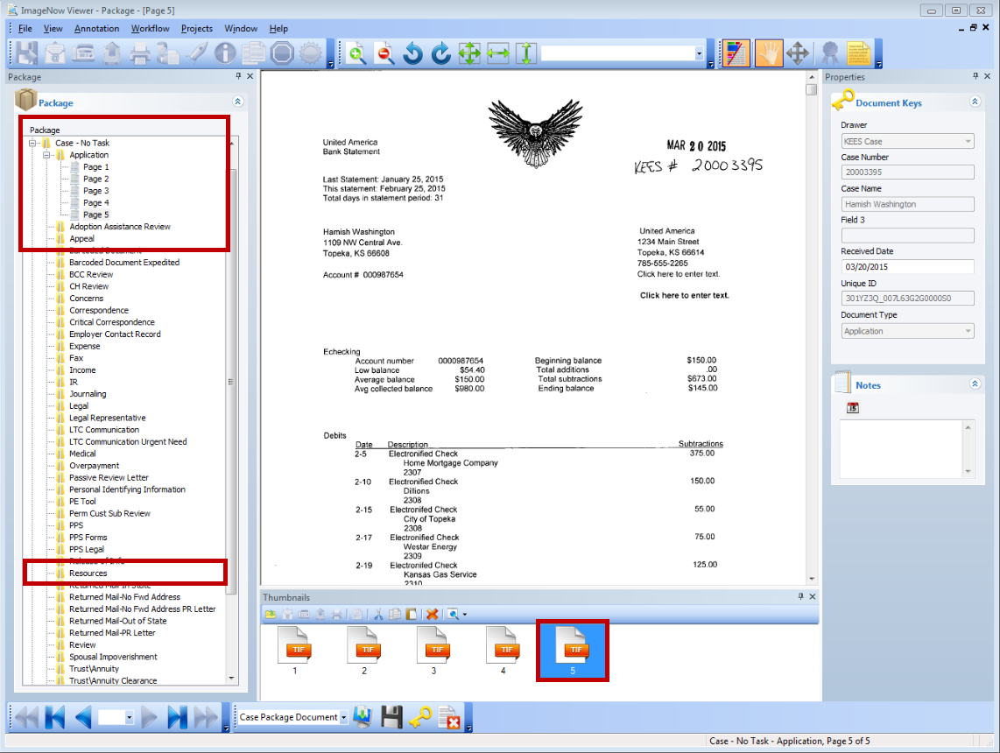 ImageNow Viewer - Package - [Page 5]
File View Annotation Workflow Projects Window Help
Package
Package
Package
Case - No Task
Application
Page 1
Page 2
Page 3
Page 4
Page 5
Adoption Assistance Review
Appeal
Barcoded Document
Barcoded Document Expedited
BCC Review
CH Review
Concerns
Correspondence
Critical Correspondence
Employer Contact Record
Expense
Fax
Income
IR
Journaling
Legal
Legal Representative
LTC Communication
LTC Communication Urgent Need
Medical
Overpayment
Passive Review Letter
Personal Identifying Information
PE Tool
Perm Cust Sub Review
PPS
PPS Forms
PPS Legal
Release of Info
Resources
Returned Mail-In State
Returned Mail-No Fwd Address
Returned Mail-No Fwd Address PR Letter
Returned Mail-Out of State
Returned Mail-PR Letter
Review
Spousal Impoverishment
Trust\Annuity
Trust\Annuity Clearance
United America
Bank Statement
MAR 20 2015
KEES # 20003395
Last Statement: January 25, 2015
This statement: February 25, 2015
Total days in statement period: 31
Hamish Washington
1109 NW Central Ave.
Topeka, KS 66608
Account # 000987654
United America
1234 Main Street
Topeka, KS 66614
785-555-2265
Click here to enter text.
Click here to enter text.
Echecking
Account number 0000987654 Beginning balance $150.00
Low balance $54.40 Total additions .00
Average balance $150.00 Total subtractions $673.00
Avg collected balance $980.00 Ending balance $145.00
Debits
Date Description Subtractions
2-5 Electronified Check 375.00
Home Mortgage Company
2307
2-10 Electronified Check 150.00
Dillions
2308
2-15 Electronifed Check 55.00
City of Topeka
2308
2-17 Electronified Check 75.00
Westar Energy
2309
2-19 Electronifed Check 125.00
Kansas Gas Service
2310
Thumbnails
TIF TIF TIF TIF TIF
1 2 3 4 5
Properties
Document Keys
Drawer
KEES Case
Case Number
20003395
Case Name
Hamish Washington
Field 3
Received Date
03/20/2015
Unique ID
301YZ3Q_007L63G2G0000S0
Document Type
Application
Notes
15
Case Package Document
Case - No Task - Application, Page 5 of 5